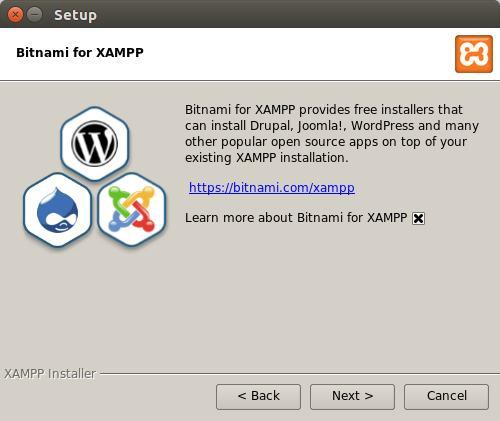 Setup
Bitnami for XAMPP
Bitnami for XAMPP provides free installers that
can install Drupal, Joomla!, WordPress and many
other popular open source apps on top of your
existing XAMPP installation.
https://bitnami.com/xampp
Learn more about Bitnami for XAMPP
XAMPP Installer
< Back
Next >
Cancel